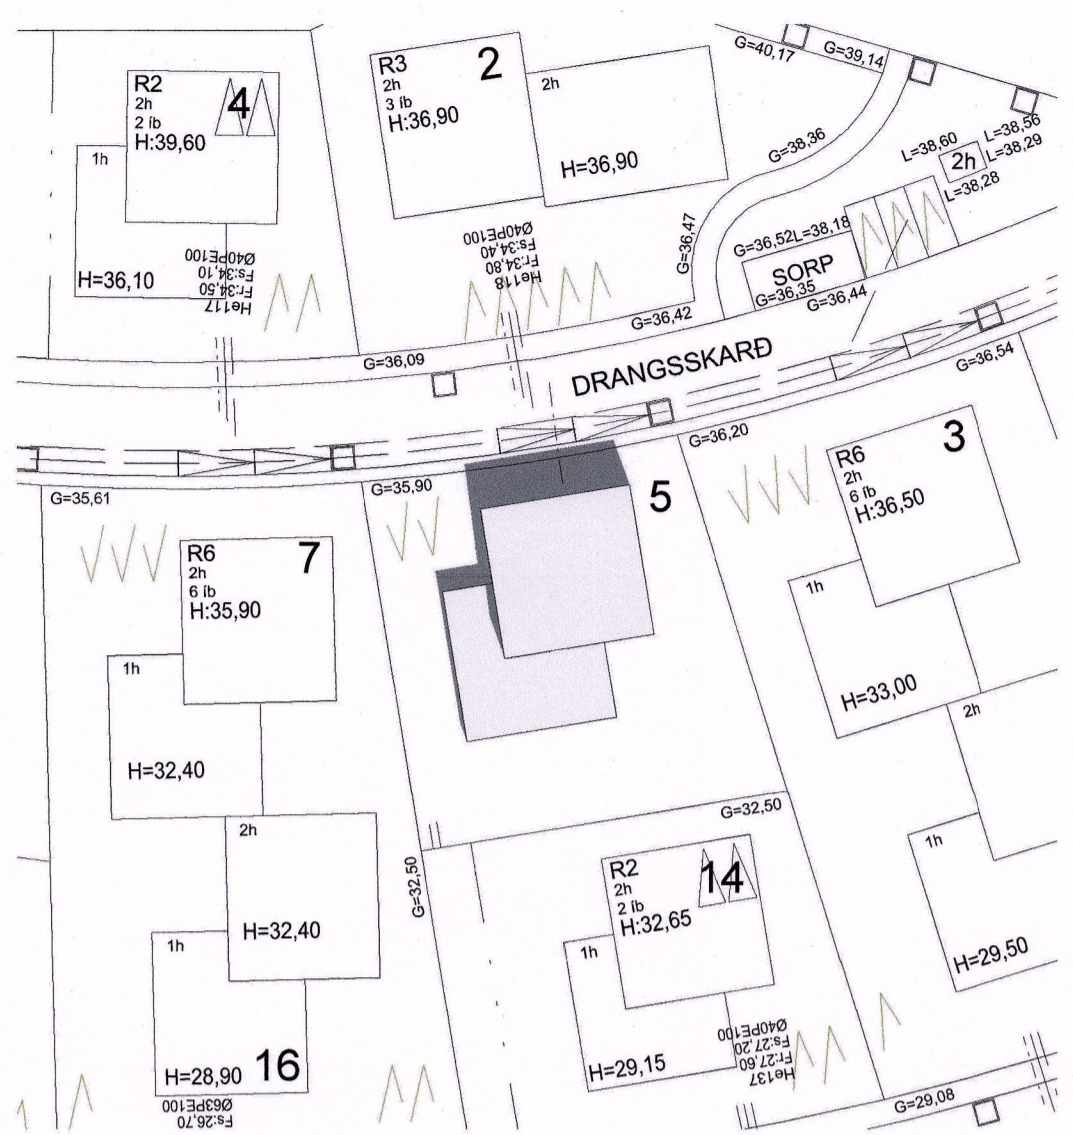 R2
2h
2 íb
H:39,60
4
1h
H=36,10
He117
Fr:34,50
Fs:34,10
Ø40PE100
R3
2h
3 íb
H:36,90
2
2h
H=36,90
He118
Fr:34,80
Fs:34,40
Ø40PE100
G=40,17
G=39,14
G=38,36
L=38,60
L=38,56
L=38,29
2h
L=38,28
G=36,47
G=36,52
L=38,18
SORP
G=36,35
G=36,44
G=36,42
G=36,09
DRANGSSKARÐ
G=36,54
G=36,20
G=35,90
G=35,61
R6
2h
6 íb
H:36,50
3
1h
H=33,00
2h
1h
H=29,50
5
R6
2h
6 íb
H:35,90
7
1h
H=32,40
2h
H=32,40
1h
H=28,90
16
Fs:26,70
Ø63PE100
G=32,50
G=32,50
R2
2h
2 íb
H:32,65
14
1h
H=29,15
He137
Fr:27,60
Fs:27,20
Ø40PE100
G=29,08